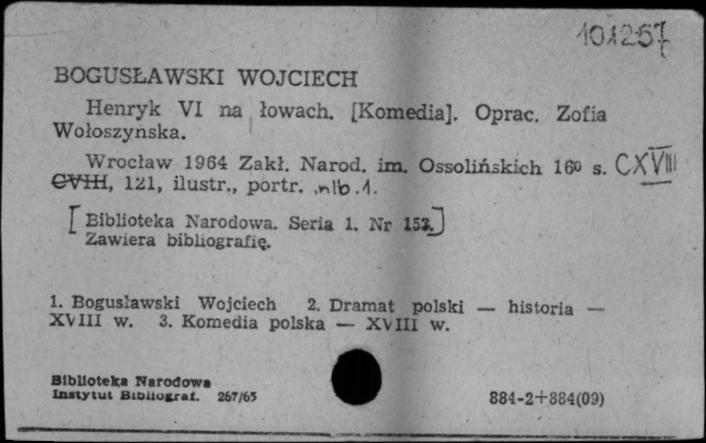 101257
BOGUSŁAWSKI WOJCIECH
Henryk VI na łowach. [Komedia]. Oprac. Zofia
Wołoszyńska.
Wrocław 1964 Zakł. Narod. im. Ossolińskich 16⁰ s. CXVIII
CVIII, 121, ilustr., portr. , nlb. 1.
[Biblioteka Narodowa. Seria 1. Nr 153.]
Zawiera bibliografię.
1. Bogusławski Wojciech 2. Dramat polski — historia —
XVIII w. 3. Komedia polska — XVIII w.
Biblioteka Narodowa
Instytut Bibliograf. 267/65
884-2+884(09)